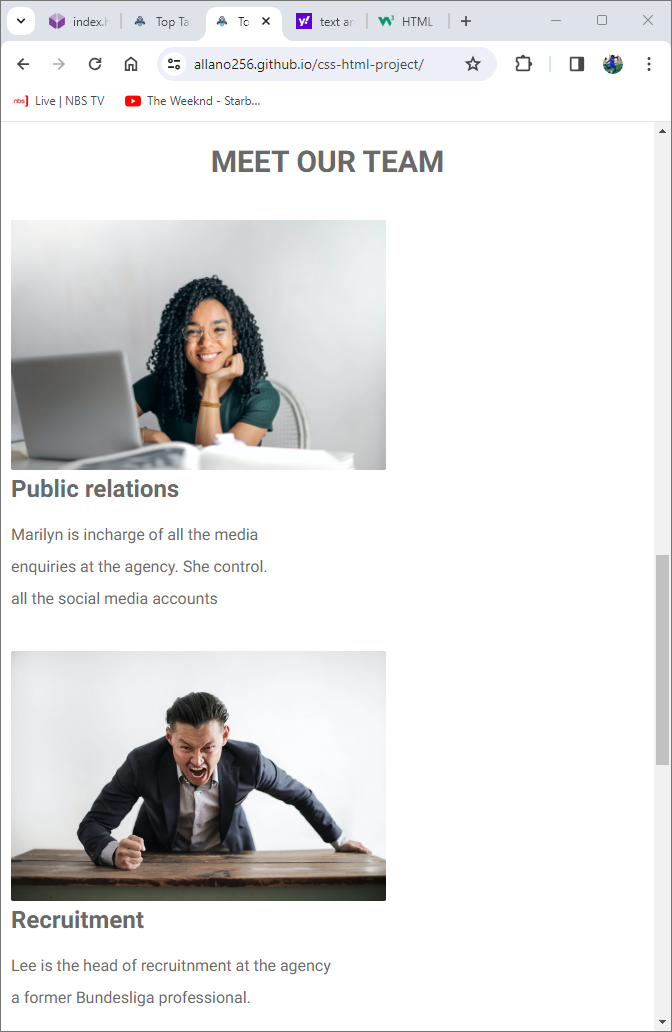 index.h
Top Ta
To
text an
HTML
allano256.github.io/css-html-project/
nbs
Live | NBS TV
The Weeknd - Starb...
MEET OUR TEAM
Public relations
Marilyn is incharge of all the media
enquiries at the agency. She control.
all the social media accounts
Recruitment
Lee is the head of recruitnment at the agency
a former Bundesliga professional.